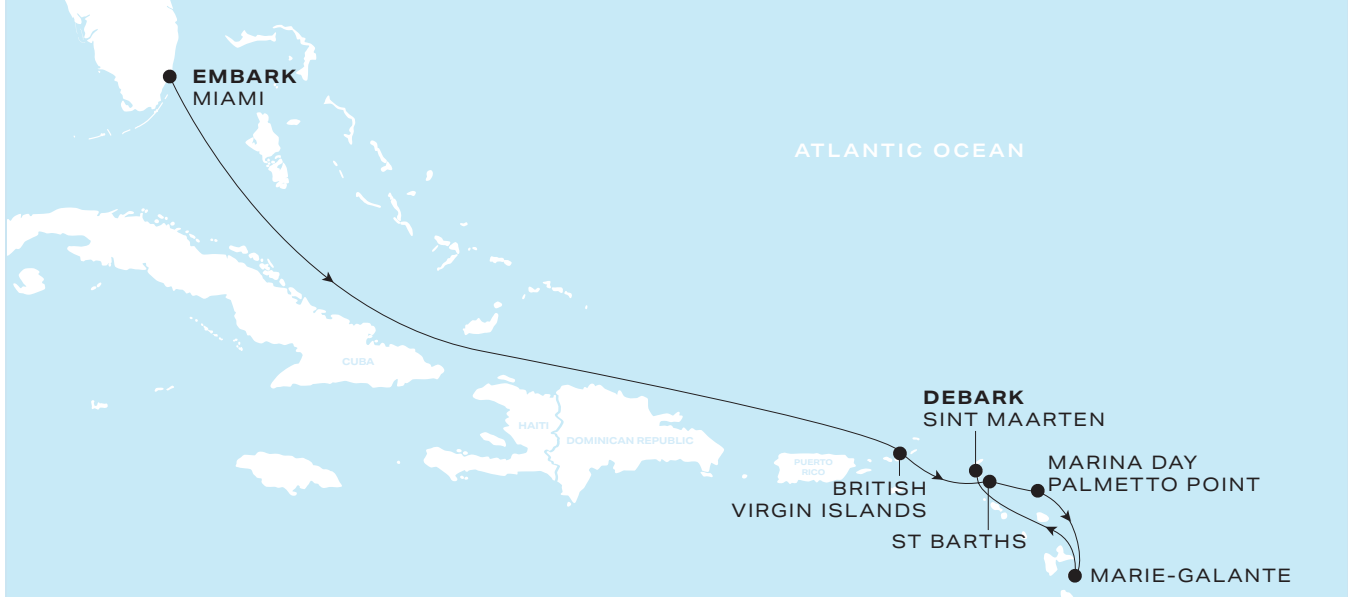 EMBARK
MIAMI
ATLANTIC OCEAN
CUBA
HAITI
DOMINICAN REPUBLIC
PUERTO
RICO
DEBARK
SINT MAARTEN
BRITISH
VIRGIN ISLANDS
ST BARTHS
MARINA DAY
PALMETTO POINT
MARIE-GALANTE